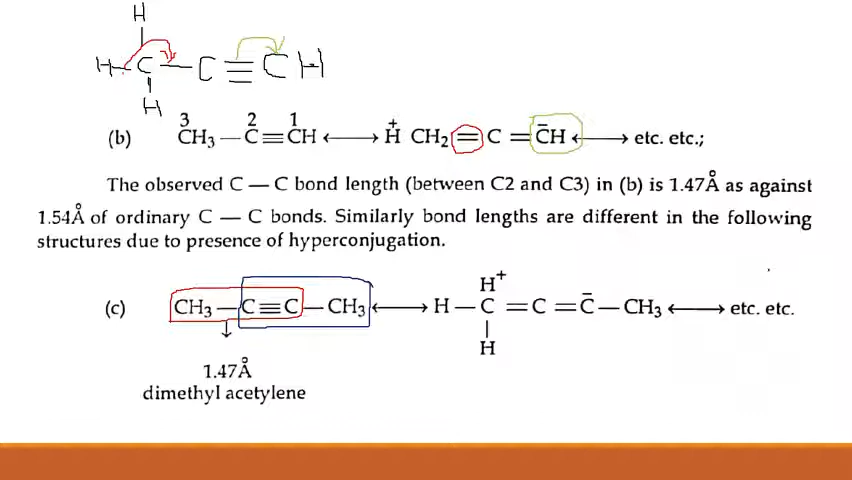 H
H — C — C ≡ CH
H
3 2 1
(b) CH₃ — C ≡ CH ⟷ H⁺ CH₂ = C = C̄H ⟷ etc. etc.;
The observed C — C bond length (between C2 and C3) in (b) is 1.47Å as against
1.54Å of ordinary C — C bonds. Similarly bond lengths are different in the following
structures due to presence of hyperconjugation.
H⁺
(c) CH₃ — C ≡ C — CH₃ ⟷ H — C = C = C̄ — CH₃ ⟷ etc. etc.
H
1.47Å
dimethyl acetylene